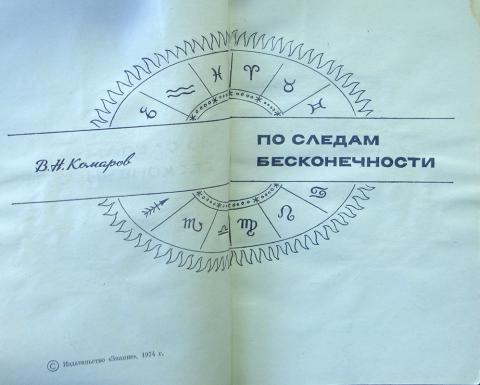 В.Н.Комаров
ПО СЛЕДАМ
БЕСКОНЕЧНОСТИ
© Издательство «Знание», 1974 г.